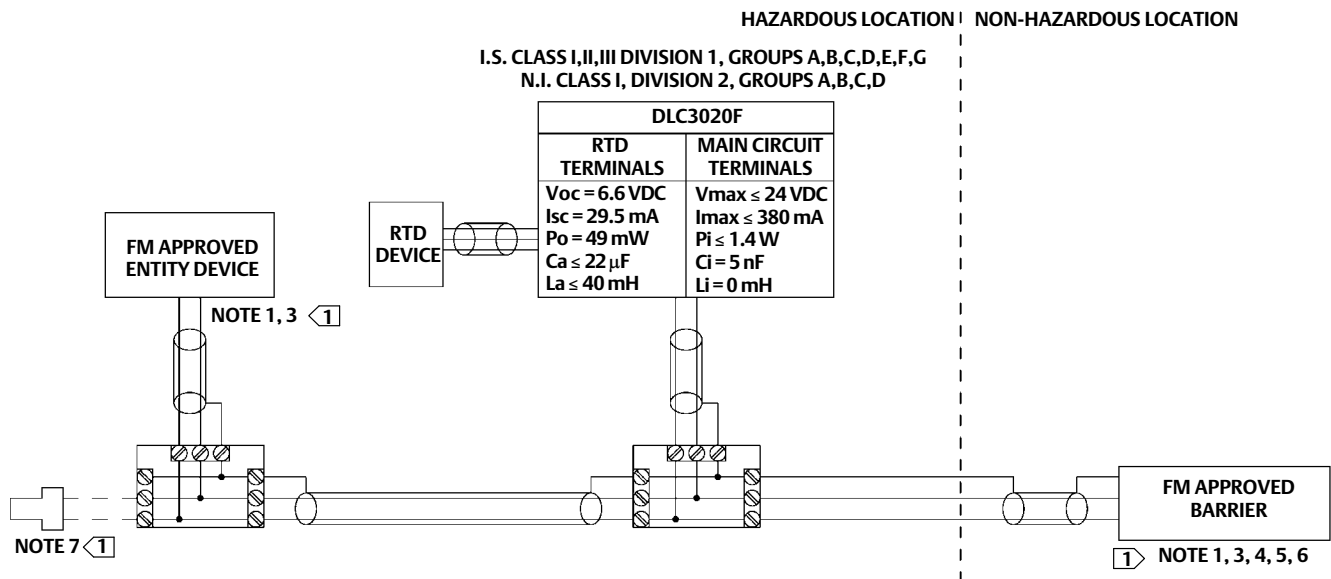 HAZARDOUS LOCATION
NON-HAZARDOUS LOCATION
I.S. CLASS I,II,III DIVISION 1, GROUPS A,B,C,D,E,F,G
N.I. CLASS I, DIVISION 2, GROUPS A,B,C,D
DLC3020F
RTD
TERMINALS
Voc = 6.6 VDC
Isc = 29.5 mA
Po = 49 mW
Ca ≤ 22 μF
La ≤ 40 mH
MAIN CIRCUIT
TERMINALS
Vmax ≤ 24 VDC
Imax ≤ 380 mA
Pi ≤ 1.4 W
Ci = 5 nF
Li = 0 mH
RTD
DEVICE
FM APPROVED
ENTITY DEVICE
NOTE 1, 3 1
NOTE 7 1
FM APPROVED
BARRIER
1 NOTE 1, 3, 4, 5, 6